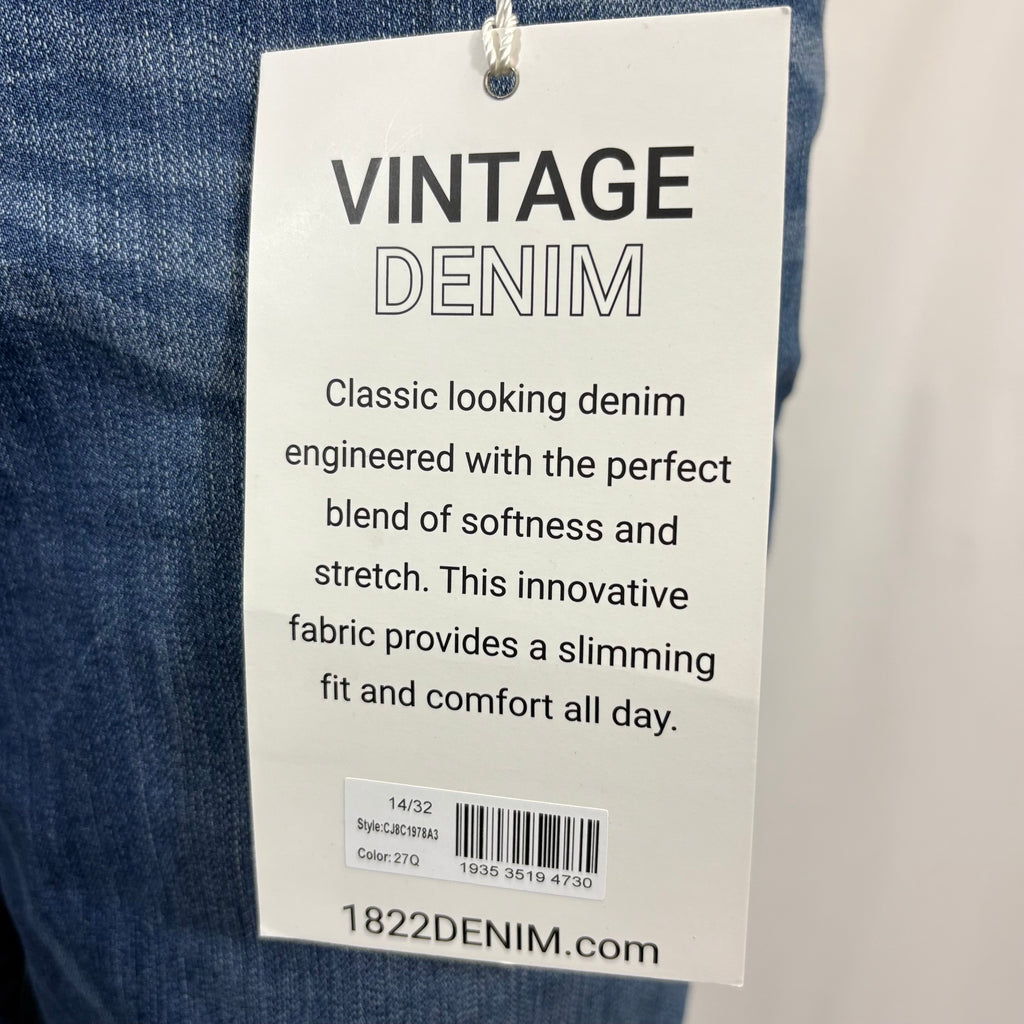 VINTAGE
DENIM
Classic looking denim
engineered with the perfect
blend of softness and
stretch. This innovative
fabric provides a slimming
fit and comfort all day.
14/32
Style:CJ8C1978A3
Color: 27Q
1935 3519 4730
1822DENIM.com